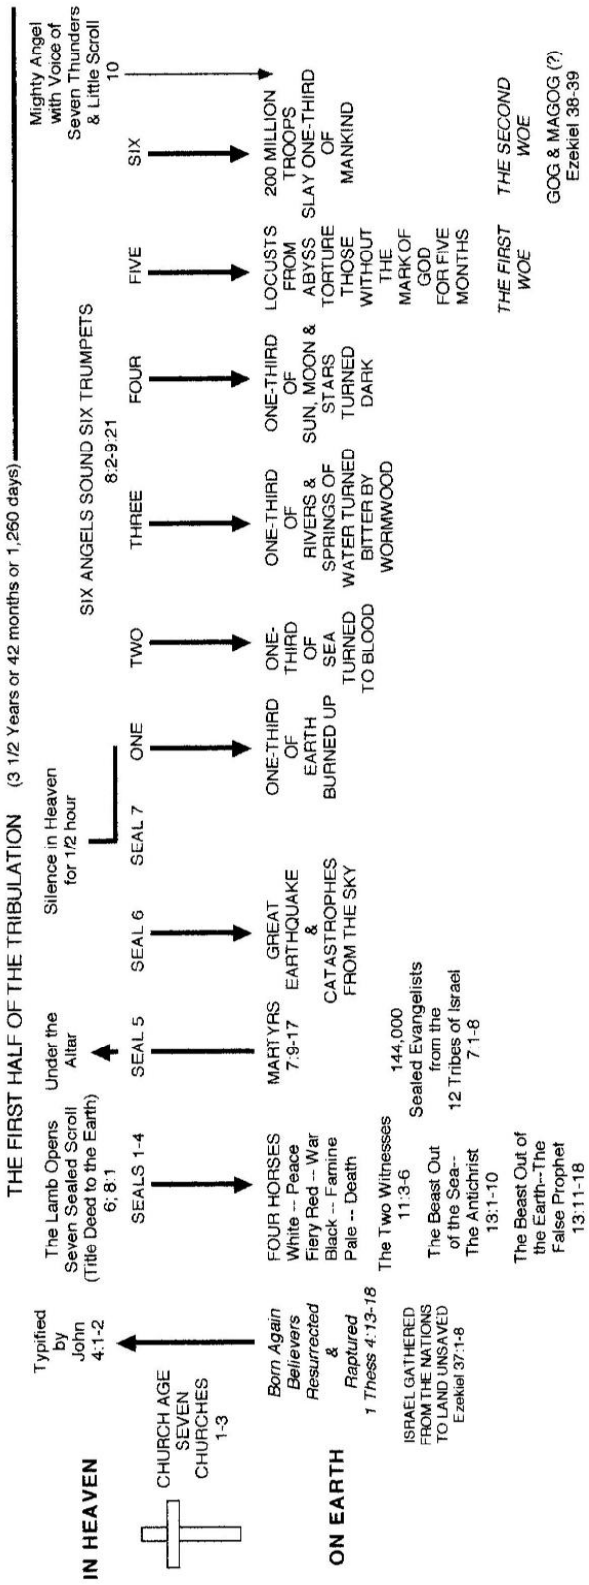 THE FIRST HALF OF THE TRIBULATION (3 1/2 Years or 42 months or 1,260 days)
IN HEAVEN
Typified
by
John
4:1-2
The Lamb Opens
Seven Sealed Scroll
(Title Deed to the Earth)
6; 8:1
Under the
Altar
Silence in Heaven
for 1/2 hour
SIX ANGELS SOUND SIX TRUMPETS
8:2-9:21
Mighty Angel
with Voice of
Seven Thunders
& Little Scroll
10
CHURCH AGE
SEVEN
CHURCHES
1-3
SEALS 1-4
SEAL 5
SEAL 6
SEAL 7
ONE
TWO
THREE
FOUR
FIVE
SIX
ON EARTH
Born Again
Believers
Resurrected
&
Raptured
1 Thess 4:13-18
ISRAEL GATHERED
FROM THE NATIONS
TO LAND UNSAVED
Ezekiel 37:1-8
FOUR HORSES
White -- Peace
Fiery Red -- War
Black -- Famine
Pale -- Death
The Two Witnesses
11:3-6
The Beast Out
of the Sea--
The Antichrist
13:1-10
The Beast Out of
the Earth--The
False Prophet
13:11-18
MARTYRS
7:9-17
144,000
Sealed Evangelists
from the
12 Tribes of Israel
7:1-8
GREAT
EARTHQUAKE
&
CATASTROPHES
FROM THE SKY
ONE-THIRD
OF
EARTH
BURNED UP
ONE-
THIRD
OF
SEA
TURNED
TO BLOOD
ONE-THIRD
OF
RIVERS &
SPRINGS OF
WATER TURNED
BITTER BY
WORMWOOD
ONE-THIRD
OF
SUN, MOON &
STARS
TURNED
DARK
LOCUSTS
FROM
ABYSS
TORTURE
THOSE
WITHOUT
THE
MARK OF
GOD
FOR FIVE
MONTHS
THE FIRST
WOE
200 MILLION
TROOPS
SLAY ONE-THIRD
OF
MANKIND
THE SECOND
WOE
GOG & MAGOG (?)
Ezekiel 38-39